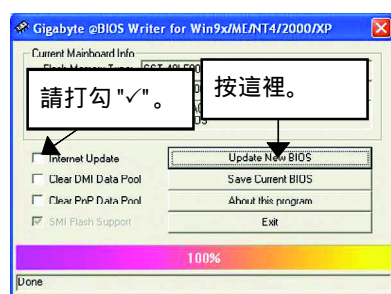 Gigabyte @BIOS Writer for Win9x/ME/NT4/2000/XP
Current Mainboard Info
請打勾"✓"。
按這裡。
Internet Update
Update New BIOS
Clear DMI Data Pool
Save Current BIOS
Clear PnP Data Pool
About this program
SMI Flash Support
Exit
100%
Done